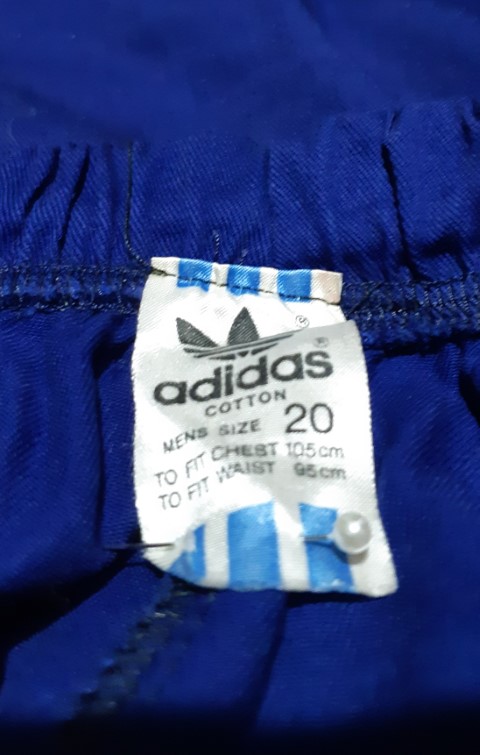 ®
adidas®
COTTON
MENS SIZE 20
TO FIT CHEST 105cm
TO FIT WAIST 95cm